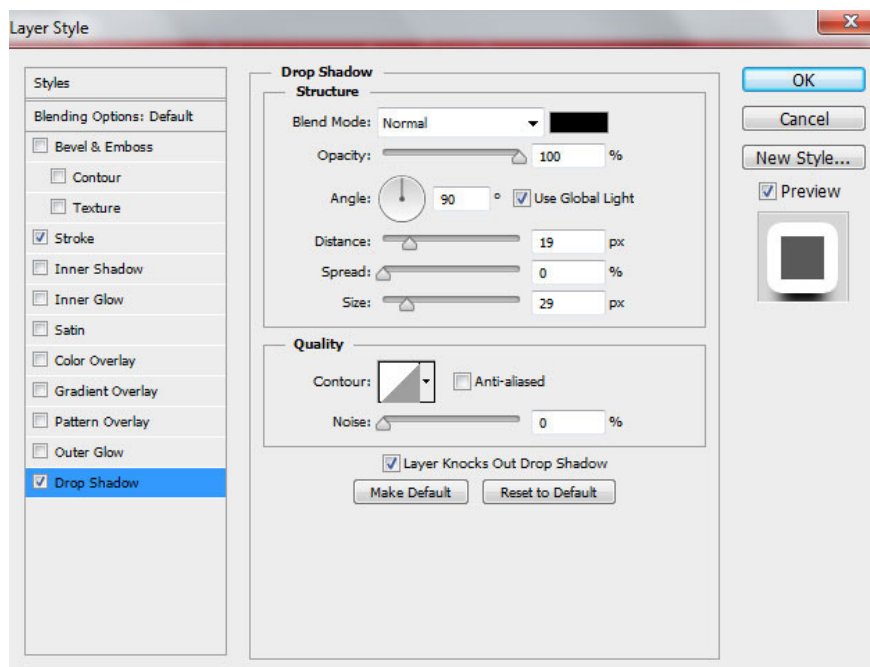 Layer Style
Styles
Blending Options: Default
Bevel & Emboss
Contour
Texture
Stroke
Inner Shadow
Inner Glow
Satin
Color Overlay
Gradient Overlay
Pattern Overlay
Outer Glow
Drop Shadow
Drop Shadow
Structure
Blend Mode: Normal
Opacity: 100 %
Angle: 90 ° Use Global Light
Distance: 19 px
Spread: 0 %
Size: 29 px
Quality
Contour: Anti-aliased
Noise: 0 %
Layer Knocks Out Drop Shadow
Make Default Reset to Default
OK
Cancel
New Style...
Preview